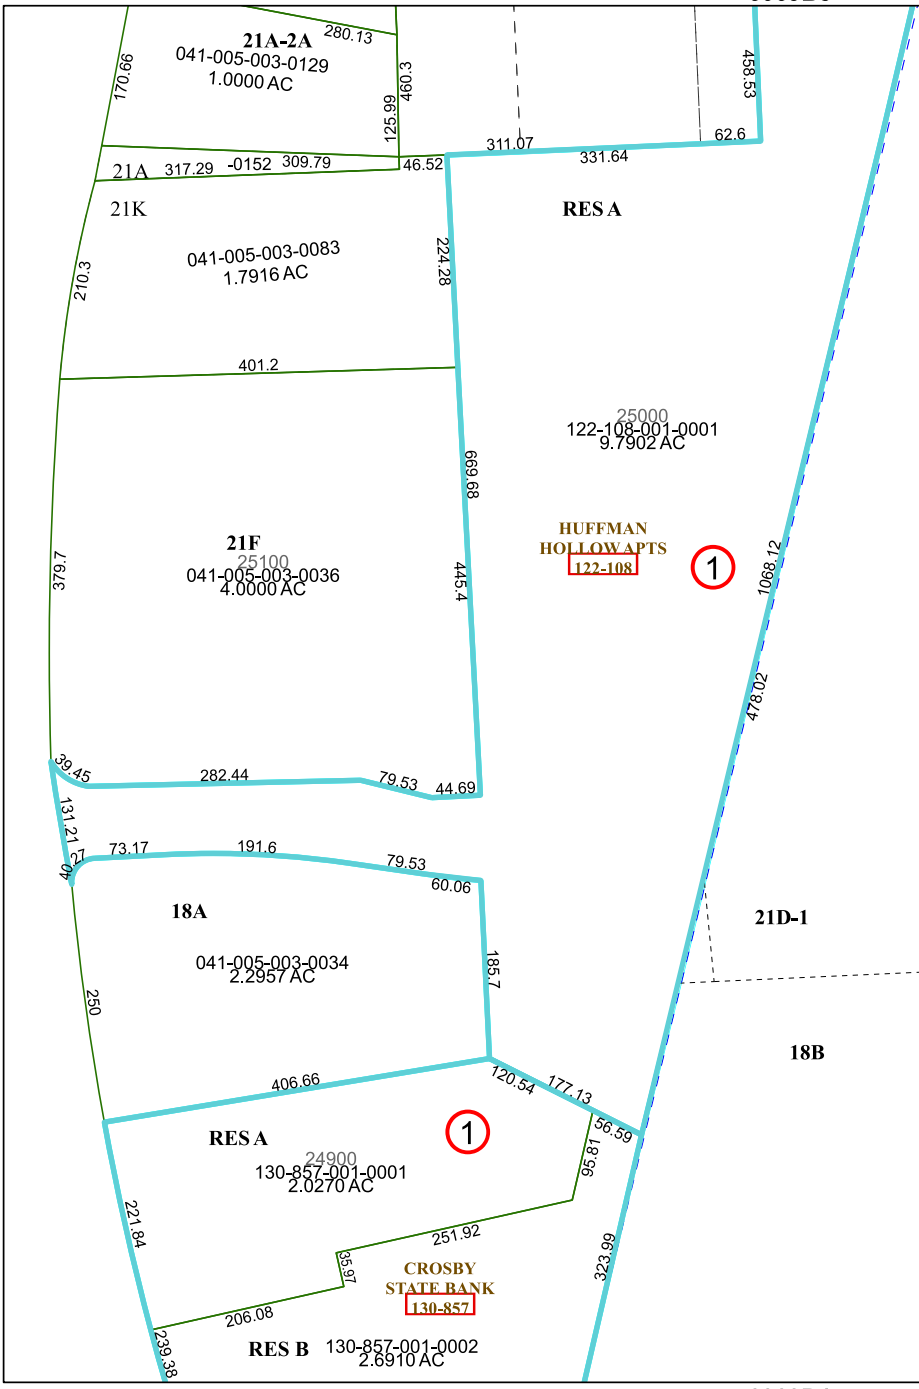 280.13
21A-2A
041-005-003-0129
1.0000 AC
170.66
460.3
125.99
458.53
62.6
311.07
331.64
46.52
21A
317.29
-0152
309.79
21K
RES A
041-005-003-0083
1.7916 AC
210.3
224.28
401.2
25000
122-108-001-0001
9.7902 AC
669.68
HUFFMAN
HOLLOW APTS
122-108
1
21F
25100
041-005-003-0036
4.0000 AC
379.7
445.4
1068.12
478.02
39.45
282.44
79.53
44.69
131.21
40.27
73.17
191.6
79.53
60.06
18A
21D-1
041-005-003-0034
2.2957 AC
185.7
250
18B
406.66
120.54
177.13
56.59
RES A
1
24900
130-857-001-0001
2.0270 AC
95.81
221.84
251.92
323.99
35.97
CROSBY
STATE BANK
130-857
206.08
239.38
RES B
130-857-001-0002
2.6910 AC